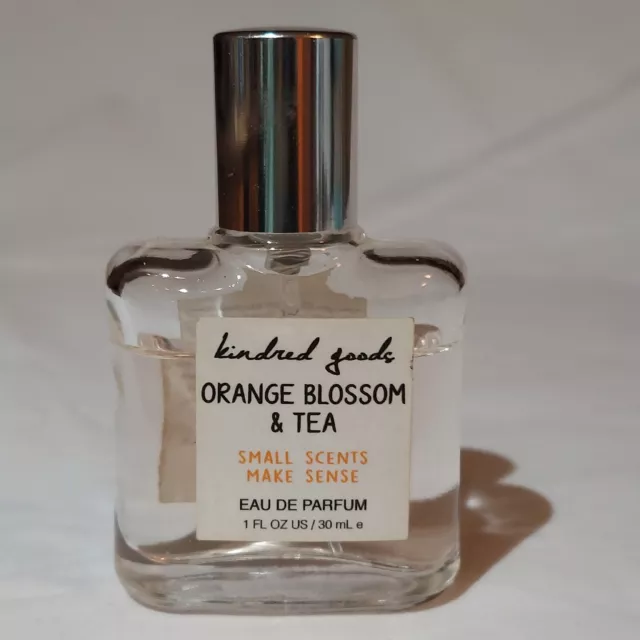 kindred goods
ORANGE BLOSSOM
& TEA
SMALL SCENTS
MAKE SENSE
EAU DE PARFUM
1 FL OZ US / 30 mL e